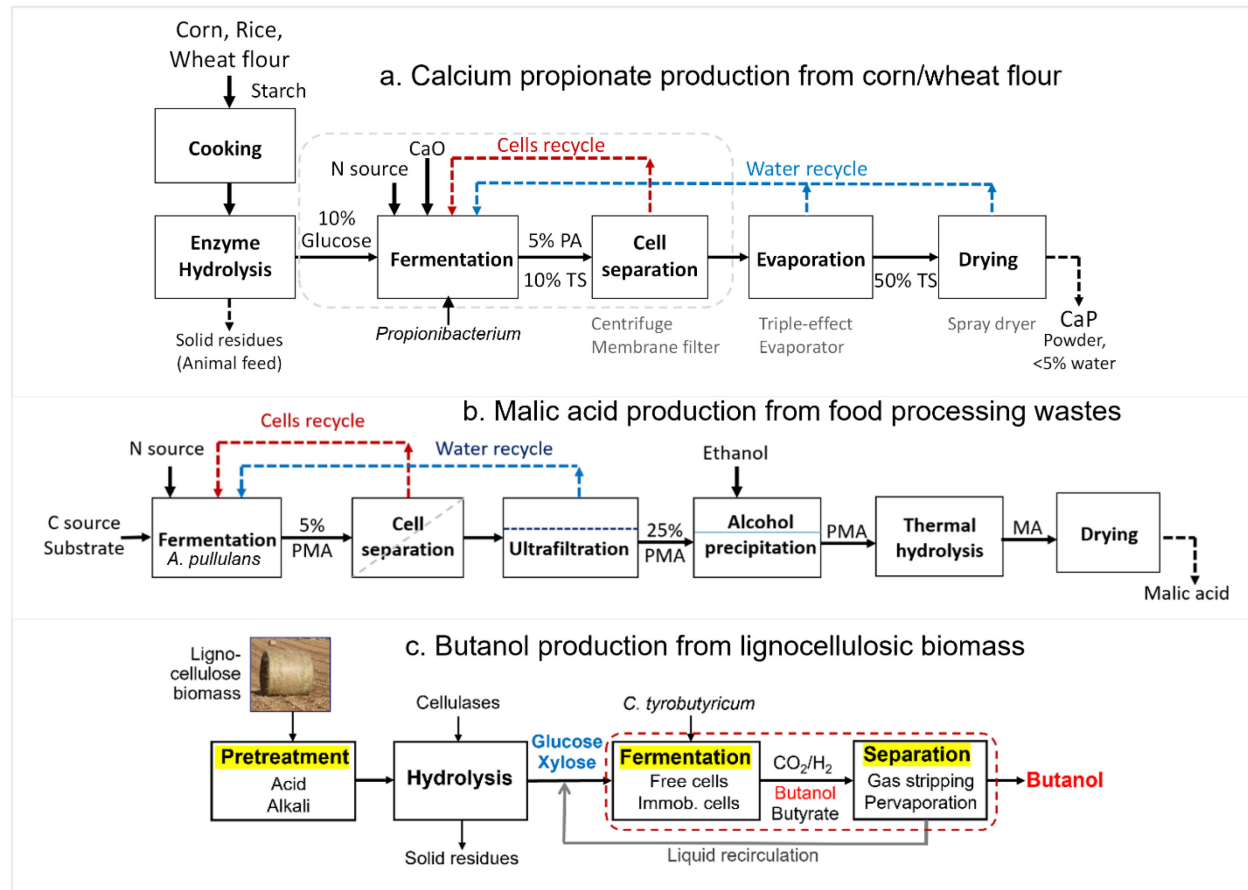 Corn, Rice,
Wheat flour
a. Calcium propionate production from corn/wheat flour
Starch
Cooking
CaO
N source
Cells recycle
Water recycle
10%
Glucose
Enzyme
Hydrolysis
Fermentation
5% PA
10% TS
Cell
separation
Evaporation
50% TS
Drying
Solid residues
(Animal feed)
Propionibacterium
Centrifuge
Membrane filter
Triple-effect
Evaporator
Spray dryer
CaP
Powder,
<5% water
b. Malic acid production from food processing wastes
Cells recycle
N source
Water recycle
Ethanol
C source
Substrate
Fermentation
A. pullulans
5%
PMA
Cell
separation
Ultrafiltration
25%
PMA
Alcohol
precipitation
PMA
Thermal
hydrolysis
MA
Drying
Malic acid
c. Butanol production from lignocellulosic biomass
Ligno-
cellulose
biomass
Cellulases
C. tyrobutyricum
Pretreatment
Acid
Alkali
Hydrolysis
Glucose
Xylose
Fermentation
Free cells
Immob. cells
CO₂/H₂
Butanol
Butyrate
Separation
Gas stripping
Pervaporation
Butanol
Solid residues
Liquid recirculation